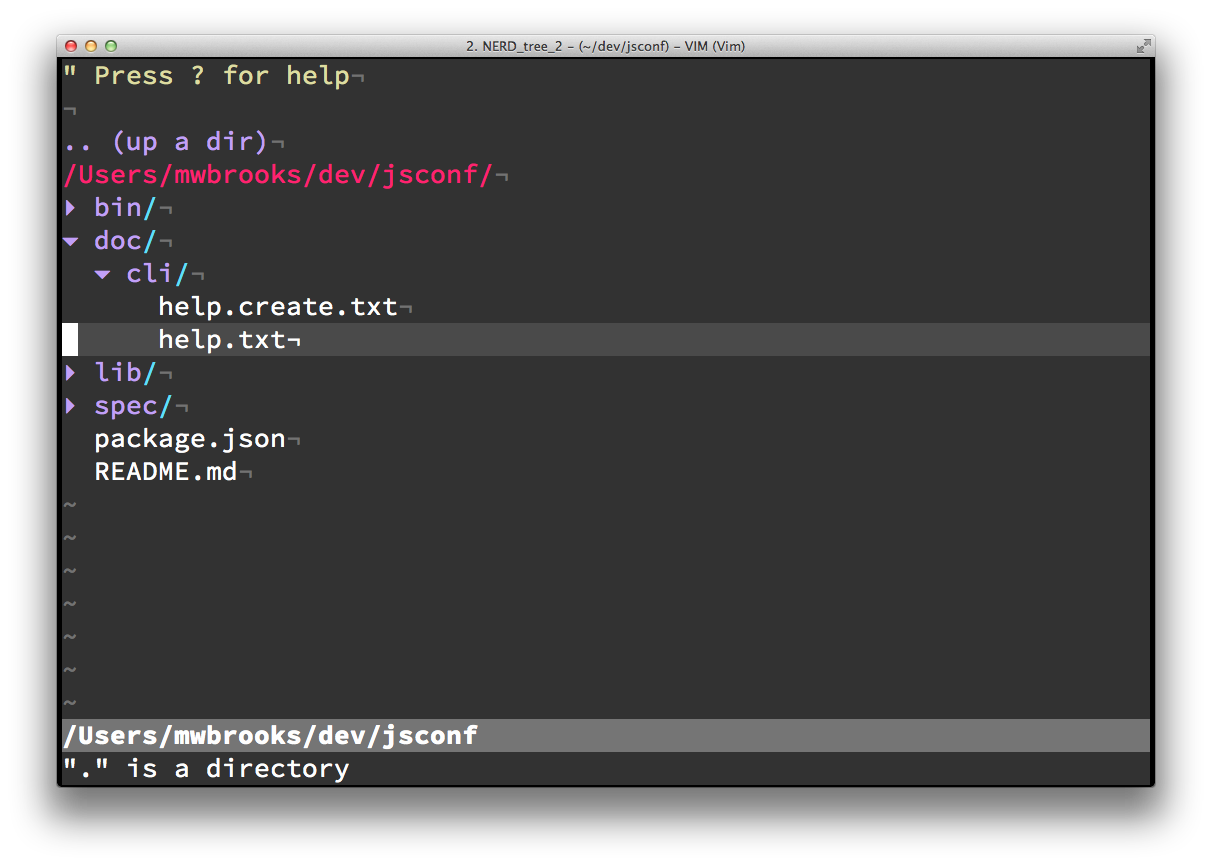 2. NERD_tree_2 – (~/dev/jsconf) – VIM (Vim)
" Press ? for help¬
¬
.. (up a dir)¬
/Users/mwbrooks/dev/jsconf/¬
▸ bin/¬
▾ doc/¬
▾ cli/¬
help.create.txt¬
help.txt¬
▸ lib/¬
▸ spec/¬
package.json¬
README.md¬
~
~
~
~
~
~
~
/Users/mwbrooks/dev/jsconf
"." is a directory